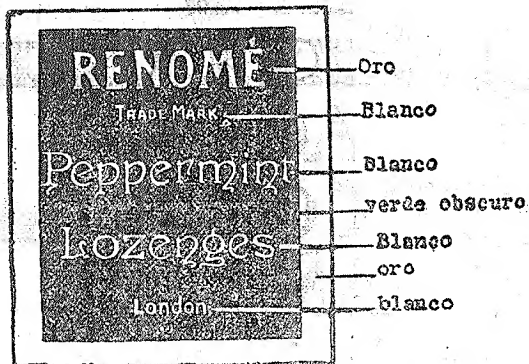 RENOMÉ
Oro
TRADE MARK
Blanco
Peppermint
Blanco
verde obscuro
Lozenges
Blanco
oro
London
blanco